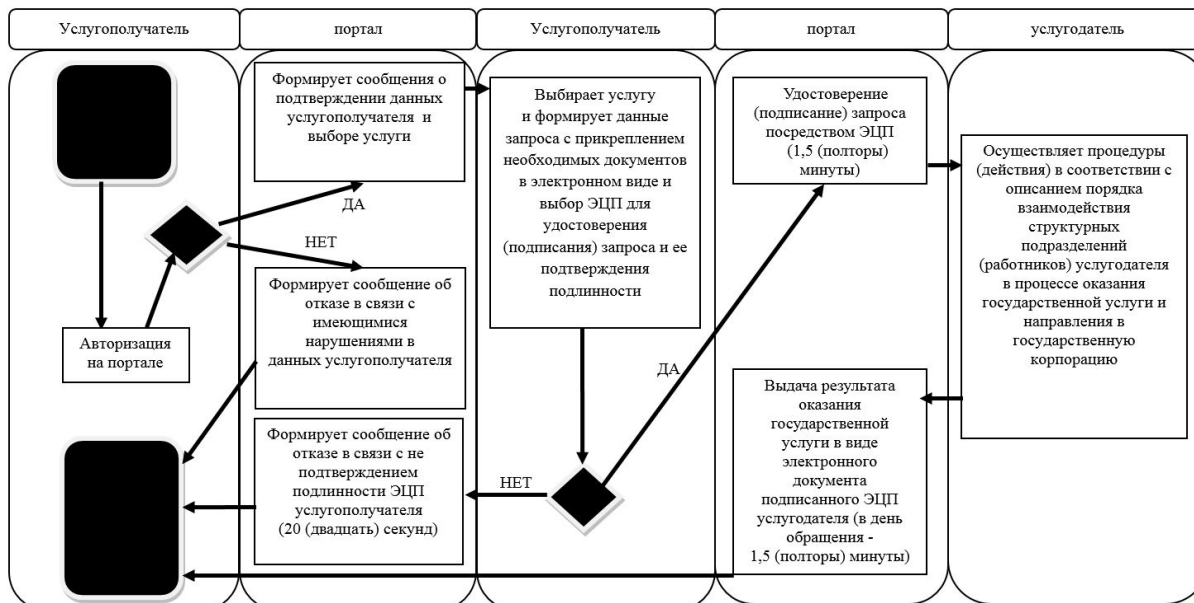 Услугополучатель
портал
Услугополучатель
портал
услугодатель
Авторизация
на портале
ДА
НЕТ
Формирует сообщения о
подтверждении данных
услугополучателя и
выборе услуги
Формирует сообщение об
отказе в связи с
имеющимися
нарушениями в
данных услугополучателя
Формирует сообщение об
отказе в связи с не
подтверждением
подлинности ЭЦП
услугополучателя
(20 (двадцать) секунд)
Выбирает услугу
и формирует данные
запроса с прикреплением
необходимых документов
в электронном виде и
выбор ЭЦП для
удостоверения
(подписания) запроса и ее
подтверждения
подлинности
НЕТ
ДА
Удостоверение
(подписание) запроса
посредством ЭЦП
(1,5 (полторы)
минуты)
Выдача результата
оказания
государственной
услуги в виде
электронного
документа
подписанного ЭЦП
услугодателя (в день
обращения -
1,5 (полторы) минуты)
Осуществляет процедуры
(действия) в соответствии с
описанием порядка
взаимодействия
структурных
подразделений
(работников) услугодателя
в процессе оказания
государственной услуги и
направления в
государственную
корпорацию